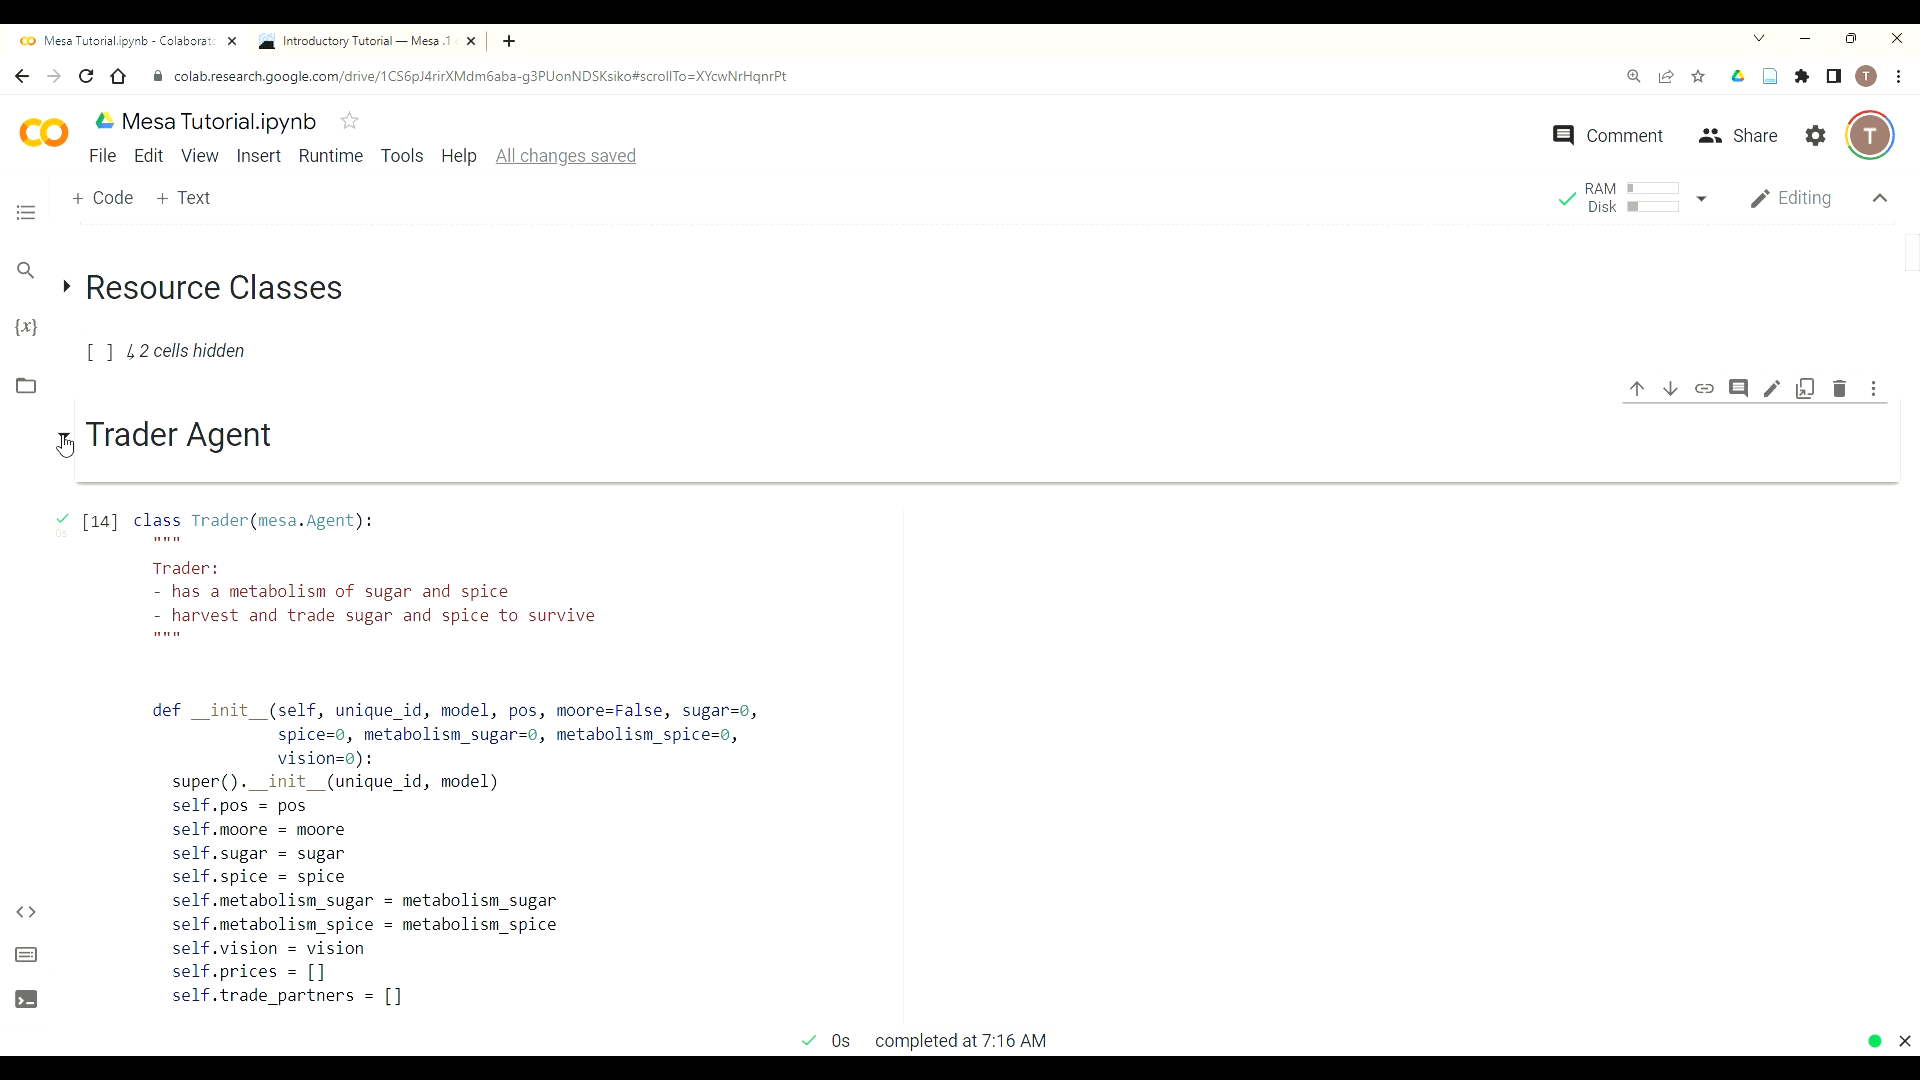 Mesa Tutorial.ipynb - Colaborato
Introductory Tutorial — Mesa .1
colab.research.google.com/drive/1CS6pJ4rirXMdm6aba-g3PUonNDSKsiko#scrollTo=XYcwNrHqnrPt
T
Mesa Tutorial.ipynb
Comment
Share
T
File Edit View Insert Runtime Tools Help All changes saved
+ Code + Text
RAM
Disk
Editing
Resource Classes
{x}
[ ] ↳ 2 cells hidden
Trader Agent
[14] class Trader(mesa.Agent):
0s
"""
Trader:
- has a metabolism of sugar and spice
- harvest and trade sugar and spice to survive
"""
def __init__(self, unique_id, model, pos, moore=False, sugar=0,
spice=0, metabolism_sugar=0, metabolism_spice=0,
vision=0):
super().__init__(unique_id, model)
self.pos = pos
self.moore = moore
self.sugar = sugar
self.spice = spice
self.metabolism_sugar = metabolism_sugar
self.metabolism_spice = metabolism_spice
self.vision = vision
self.prices = []
self.trade_partners = []
0s completed at 7:16 AM